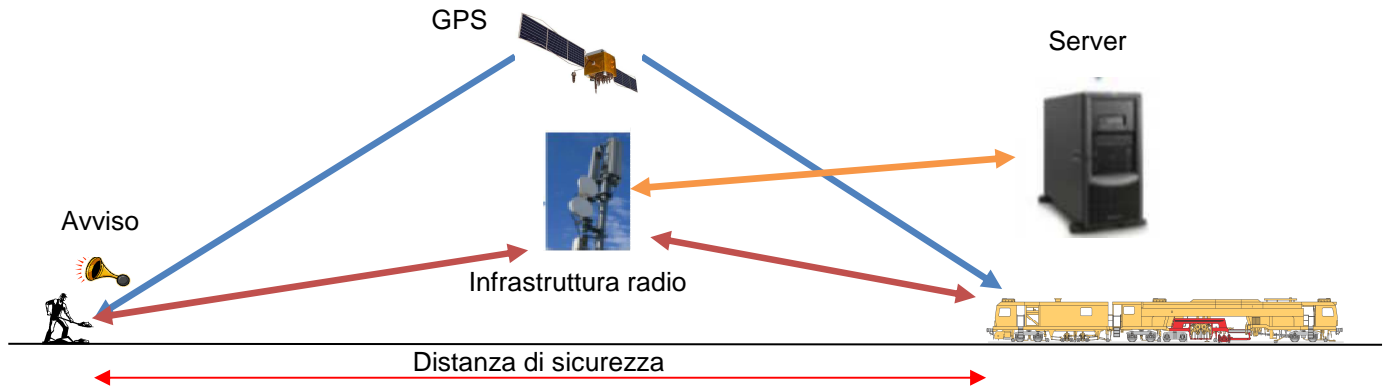 GPS
Server
Avviso
Infrastruttura radio
Distanza di sicurezza